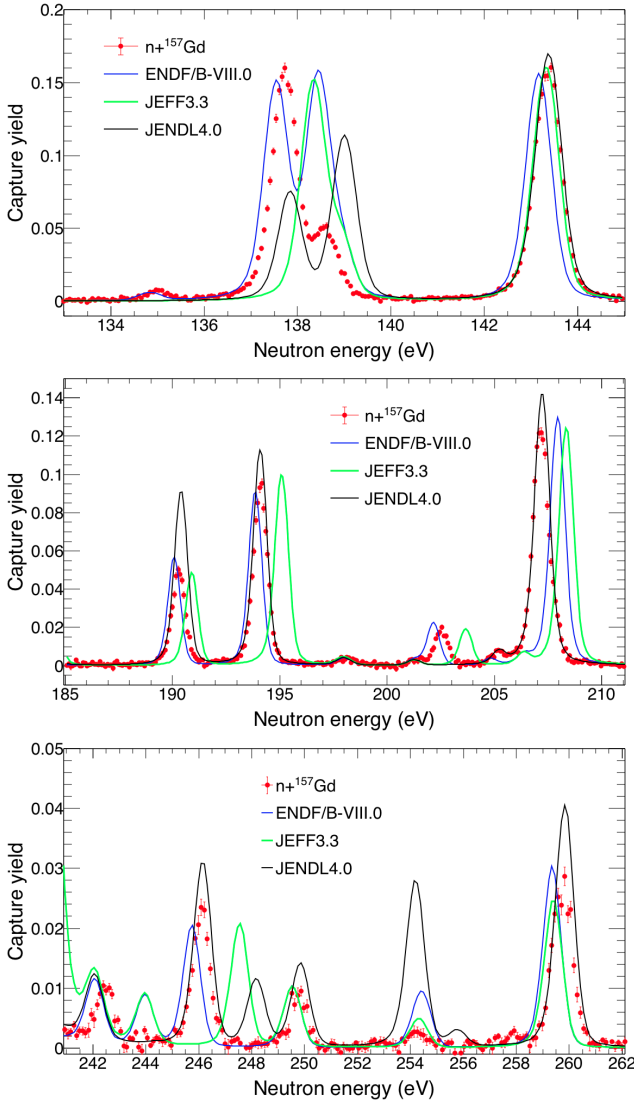 0.2
0.15
0.1
0.05
0
Capture yield
n+¹⁵⁷Gd
ENDF/B-VIII.0
JEFF3.3
JENDL4.0
134 136 138 140 142 144
Neutron energy (eV)
0.14
0.12
0.10
0.08
0.06
0.04
0.02
0
Capture yield
n+¹⁵⁷Gd
ENDF/B-VIII.0
JEFF3.3
JENDL4.0
185 190 195 200 205 210
Neutron energy (eV)
0.05
0.04
0.03
0.02
0.01
0
Capture yield
n+¹⁵⁷Gd
ENDF/B-VIII.0
JEFF3.3
JENDL4.0
242 244 246 248 250 252 254 256 258 260 262
Neutron energy (eV)